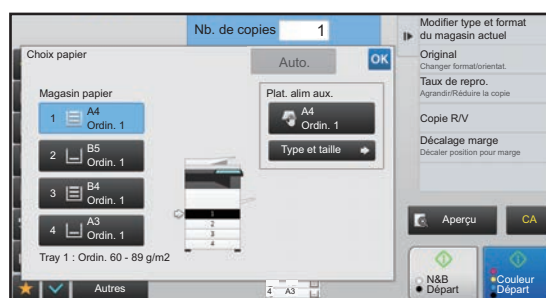 Nb. de copies 1
Choix papier
Auto.
OK
Magasin papier
1 A4
Ordin. 1
2 B5
Ordin. 1
3 B4
Ordin. 1
4 A3
Ordin. 1
Tray 1 : Ordin. 60 - 89 g/m2
Plat. alim aux.
A4
Ordin. 1
Type et taille
1
2
3
4
Autres
4 A3
Modifier type et format
du magasin actuel
Original
Changer format/orientat.
Taux de repro.
Agrandir/Réduire la copie
Copie R/V
Décalage marge
Décaler position pour marge
Aperçu
CA
N&B
Départ
Couleur
Départ